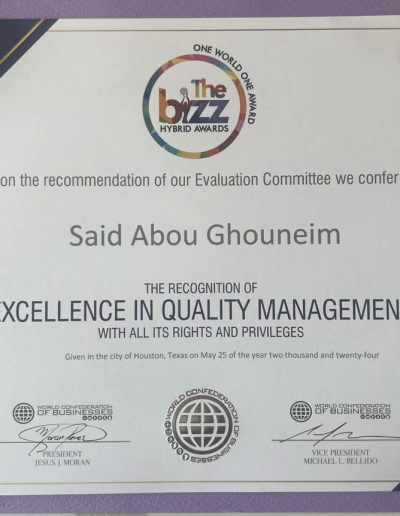 ONE WORLD ONE AWARD
The
bizz
HYBRID AWARDS
on the recommendation of our Evaluation Committee we confer
Said Abou Ghouneim
THE RECOGNITION OF
EXCELLENCE IN QUALITY MANAGEMEN
WITH ALL ITS RIGHTS AND PRIVILEGES
Given in the city of Houston, Texas on May 25 of the year two thousand and twenty-four
WORLD CONFEDERATION
OF BUSINESSES
PRESIDENT
JESUS J. MORAN
WORLD CONFEDERATION
OF BUSINESSES
WORLD CONFEDERATION
OF BUSINESSES
VICE PRESIDENT
MICHAEL L. BELLIDO